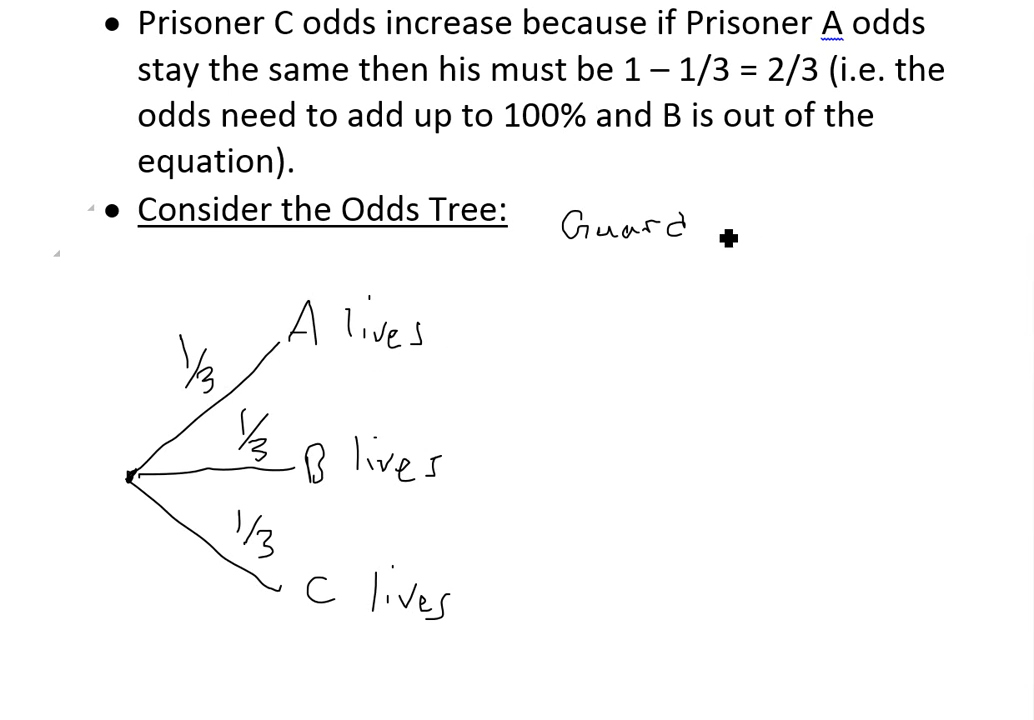 • Prisoner C odds increase because if Prisoner A odds
stay the same then his must be 1 – 1/3 = 2/3 (i.e. the
odds need to add up to 100% and B is out of the
equation).
• Consider the Odds Tree: Guard
A lives
1/3
1/3
B lives
1/3
C lives